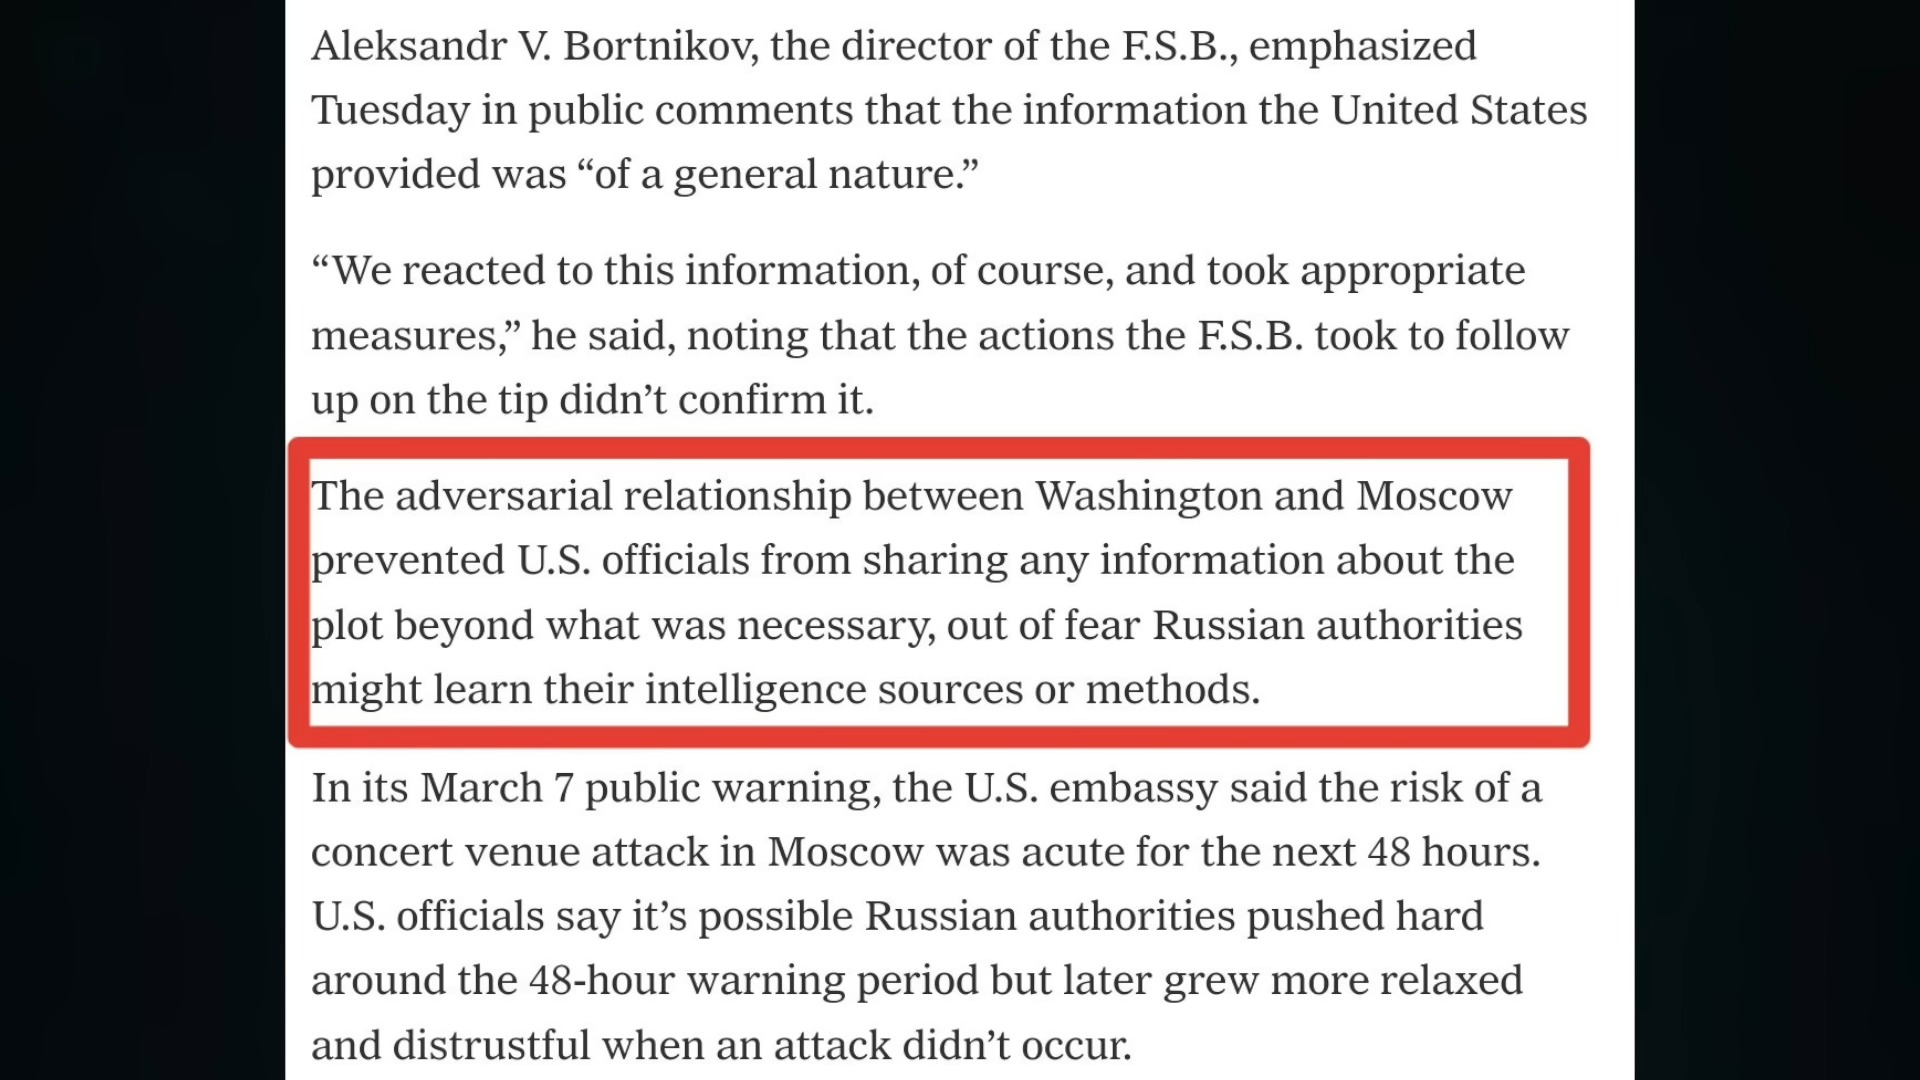 Aleksandr V. Bortnikov, the director of the F.S.B., emphasized
Tuesday in public comments that the information the United States
provided was “of a general nature.”
“We reacted to this information, of course, and took appropriate
measures,” he said, noting that the actions the F.S.B. took to follow
up on the tip didn’t confirm it.
The adversarial relationship between Washington and Moscow
prevented U.S. officials from sharing any information about the
plot beyond what was necessary, out of fear Russian authorities
might learn their intelligence sources or methods.
In its March 7 public warning, the U.S. embassy said the risk of a
concert venue attack in Moscow was acute for the next 48 hours.
U.S. officials say it’s possible Russian authorities pushed hard
around the 48-hour warning period but later grew more relaxed
and distrustful when an attack didn’t occur.